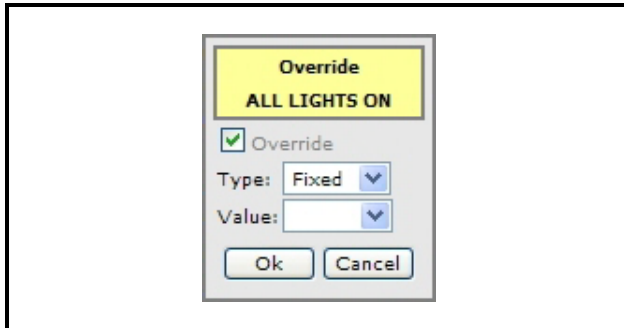 Override
ALL LIGHTS ON
Override
Type: Fixed
Value:
Ok Cancel